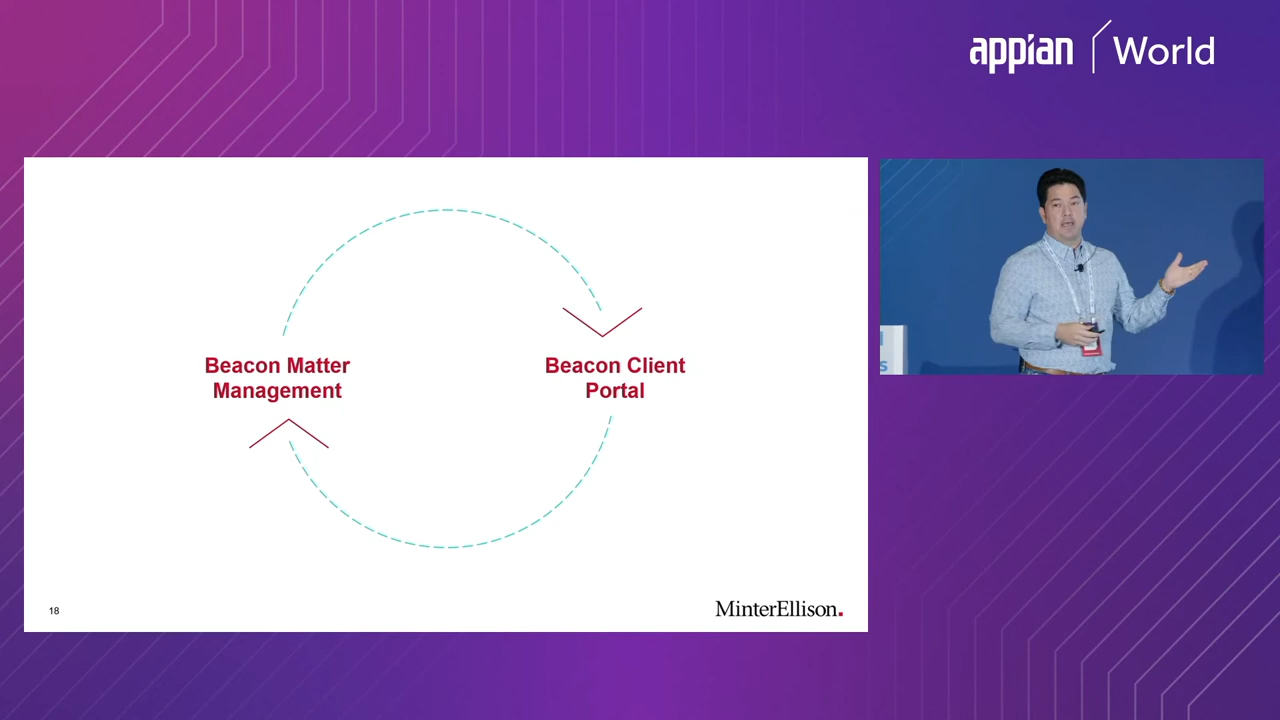 appian World
Beacon Matter
Management
Beacon Client
Portal
18
MinterEllison.